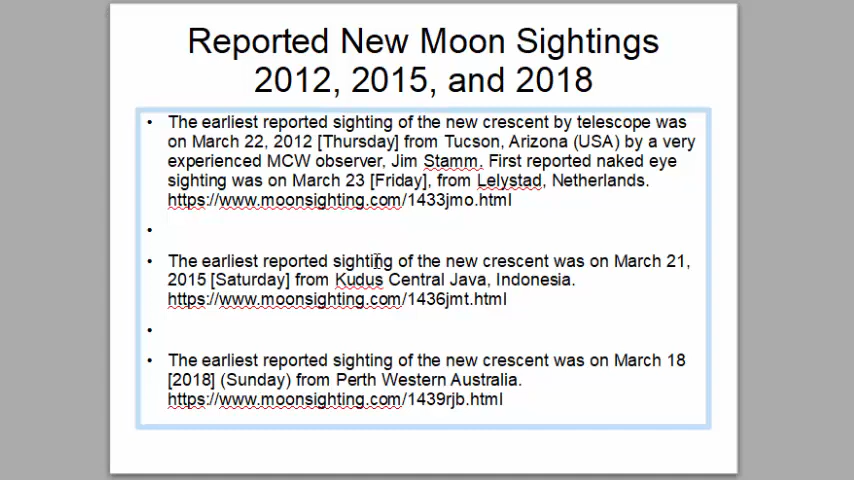 Reported New Moon Sightings
2012, 2015, and 2018
• The earliest reported sighting of the new crescent by telescope was
on March 22, 2012 [Thursday] from Tucson, Arizona (USA) by a very
experienced MCW observer, Jim Stamm. First reported naked eye
sighting was on March 23 [Friday], from Lelystad, Netherlands.
https://www.moonsighting.com/1433jmo.html
•
• The earliest reported sighting of the new crescent was on March 21,
2015 [Saturday] from Kudus Central Java, Indonesia.
https://www.moonsighting.com/1436jmt.html
•
• The earliest reported sighting of the new crescent was on March 18
[2018] (Sunday) from Perth Western Australia.
https://www.moonsighting.com/1439rjb.html